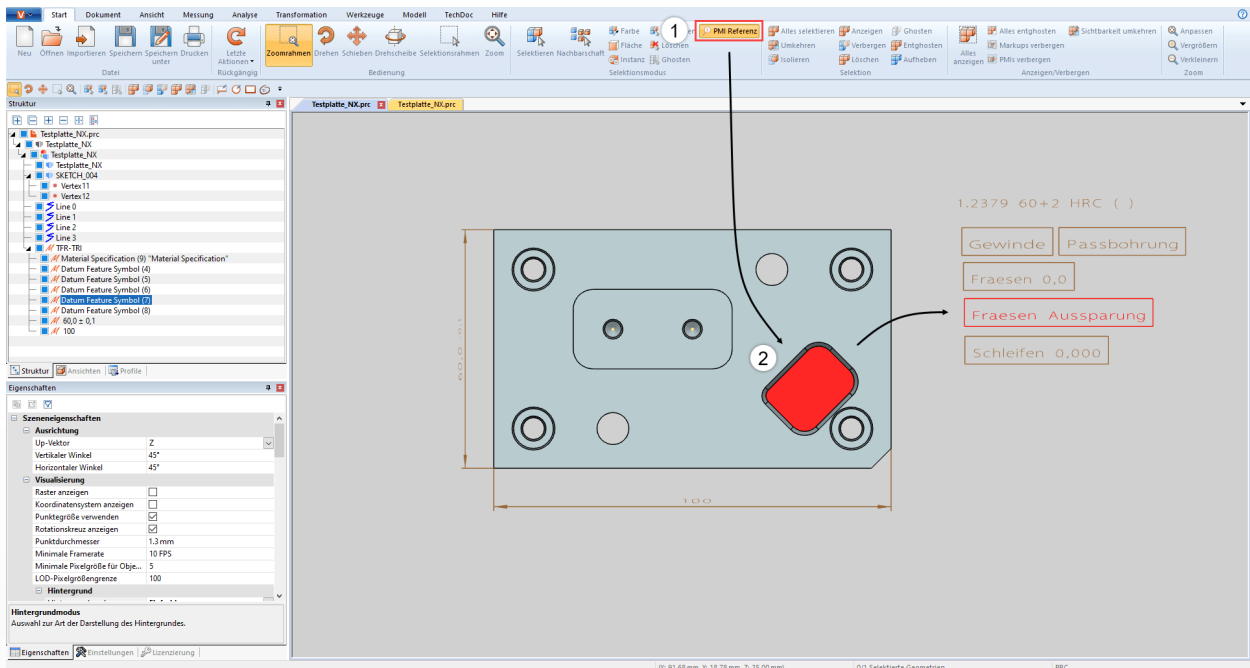 Start Dokument Ansicht Messung Analyse Transformation Werkzeuge Modell TechDoc Hilfe
Neu Öffnen Importieren Speichern Speichern unter Drucken
Datei
Letzte Aktionen
Rückgängig
Zoomrahmen Drehen Schieben Drehscheibe Selektionsrahmen Zoom
Bedienung
Selektieren Nachbarschaft
Farbe
Fläche Löschen
Instanz Ghosten
1
PMI Referenz
Selektionsmodus
Alles selektieren Anzeigen Ghosten
Umkehren Verbergen Entghosten
Isolieren Löschen Aufheben
Selektion
Alles anzeigen
Alles entghosten Sichtbarkeit umkehren
Markups verbergen
PMIs verbergen
Anzeigen/Verbergen
Anpassen
Vergrößern
Verkleinern
Zoom
Struktur
Testplatte_NX.prc Testplatte_NX.prc
Testplatte_NX.prc
Testplatte_NX
Testplatte_NX
Testplatte_NX
SKETCH_004
Vertex11
Vertex12
Line 0
Line 1
Line 2
Line 3
TFR-TRI
Material Specification (9) "Material Specification"
Datum Feature Symbol (4)
Datum Feature Symbol (5)
Datum Feature Symbol (6)
Datum Feature Symbol (7)
Datum Feature Symbol (8)
60,0 ± 0,1
100
Struktur Ansichten Profile
Eigenschaften
Szeneneigenschaften
Ausrichtung
Up-Vektor Z
Vertikaler Winkel 45°
Horizontaler Winkel 45°
Visualisierung
Raster anzeigen
Koordinatensystem anzeigen
Punktegröße verwenden
Rotationskreuz anzeigen
Punktdurchmesser 1.3 mm
Minimale Framerate 10 FPS
Minimale Pixelgröße für Obje... 5
LOD-Pixelgrößengrenze 100
Hintergrund
Hintergrundmodus
Auswahl zur Art der Darstellung des Hintergrundes.
Eigenschaften Einstellungen Lizenzierung
1.2379 60+2 HRC ( )
Gewinde Passbohrung
Fraesen 0,0
Fraesen Aussparung
Schleifen 0,000
2
100
0/1 Selektierte Geometrien
PRC